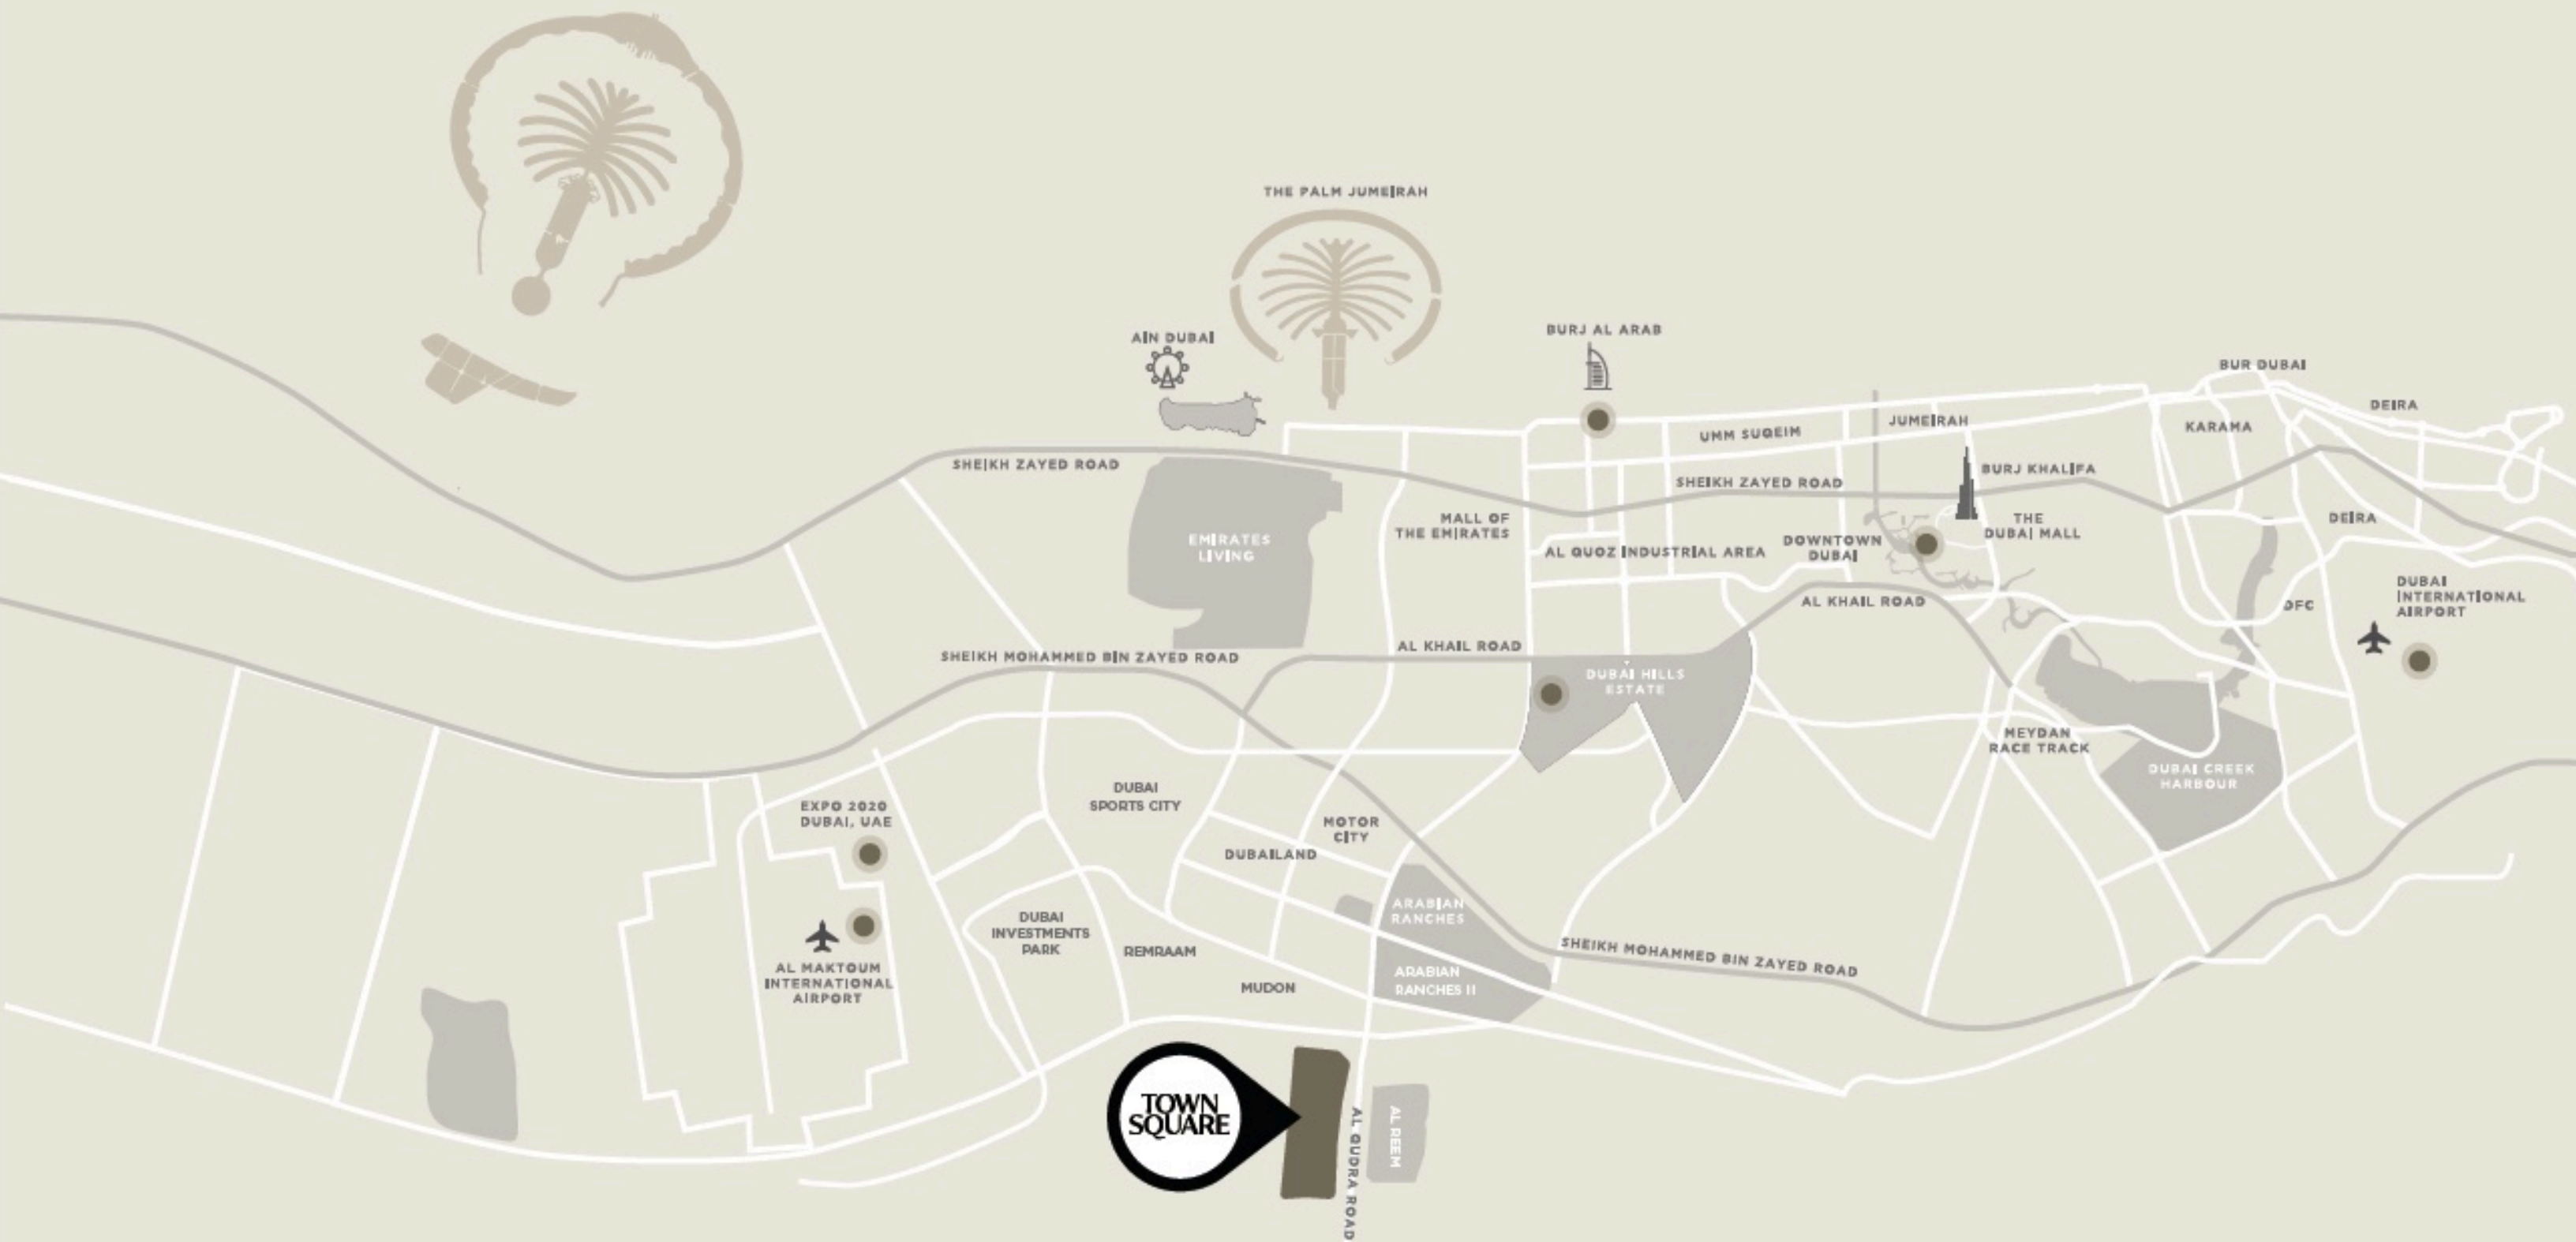 THE PALM JUMEIRAH
BURJ AL ARAB
AIN DUBAI
BUR DUBAI
DEIRA
JUMEIRAH
KARAMA
UMM SUQEIM
SHEIKH ZAYED ROAD
BURJ KHALIFA
SHEIKH ZAYED ROAD
MALL OF
THE EMIRATES
THE
DUBAI MALL
DEIRA
EMIRATES
LIVING
AL QUOZ INDUSTRIAL AREA
DOWNTOWN
DUBAI
DUBAI
INTERNATIONAL
AIRPORT
AL KHAIL ROAD
DFC
AL KHAIL ROAD
SHEIKH MOHAMMED BIN ZAYED ROAD
DUBAI HILLS
ESTATE
MEYDAN
RACE TRACK
DUBAI CREEK
HARBOUR
DUBAI
SPORTS CITY
EXPO 2020
DUBAI, UAE
MOTOR
CITY
DUBAILAND
ARABIAN
RANCHES
DUBAI
INVESTMENTS
PARK
REMRAAM
SHEIKH MOHAMMED BIN ZAYED ROAD
AL MAKTOUM
INTERNATIONAL
AIRPORT
ARABIAN
RANCHES II
MUDON
TOWN
SQUARE
AL QUDRA ROAD
AL REEM